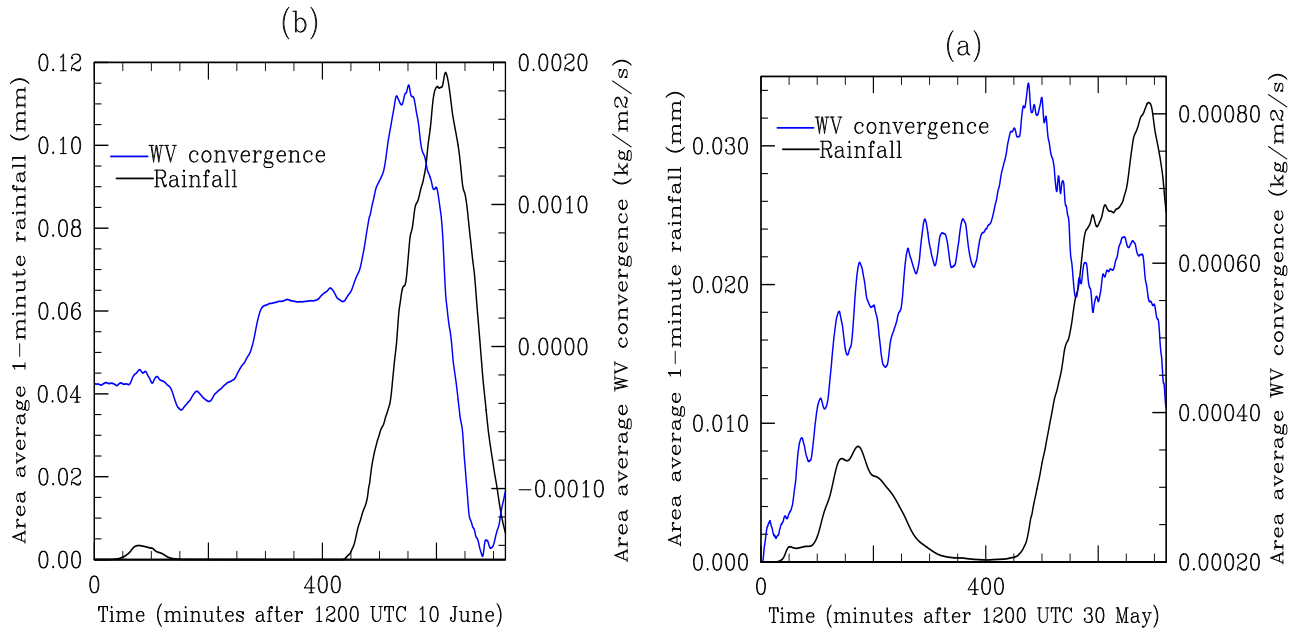 (b)
Area average 1-minute rainfall (mm)
0.12
0.10
0.08
0.06
0.04
0.02
0.00
WV convergence
Rainfall
0.0020
0.0010
0.0000
-0.0010
Area average WV convergence (kg/m2/s)
0
400
Time (minutes after 1200 UTC 10 June)
(a)
Area average 1-minute rainfall (mm)
0.030
0.020
0.010
0.000
WV convergence
Rainfall
0.00080
0.00060
0.00040
0.00020
Area average WV convergence (kg/m2/s)
0
400
Time (minutes after 1200 UTC 30 May)